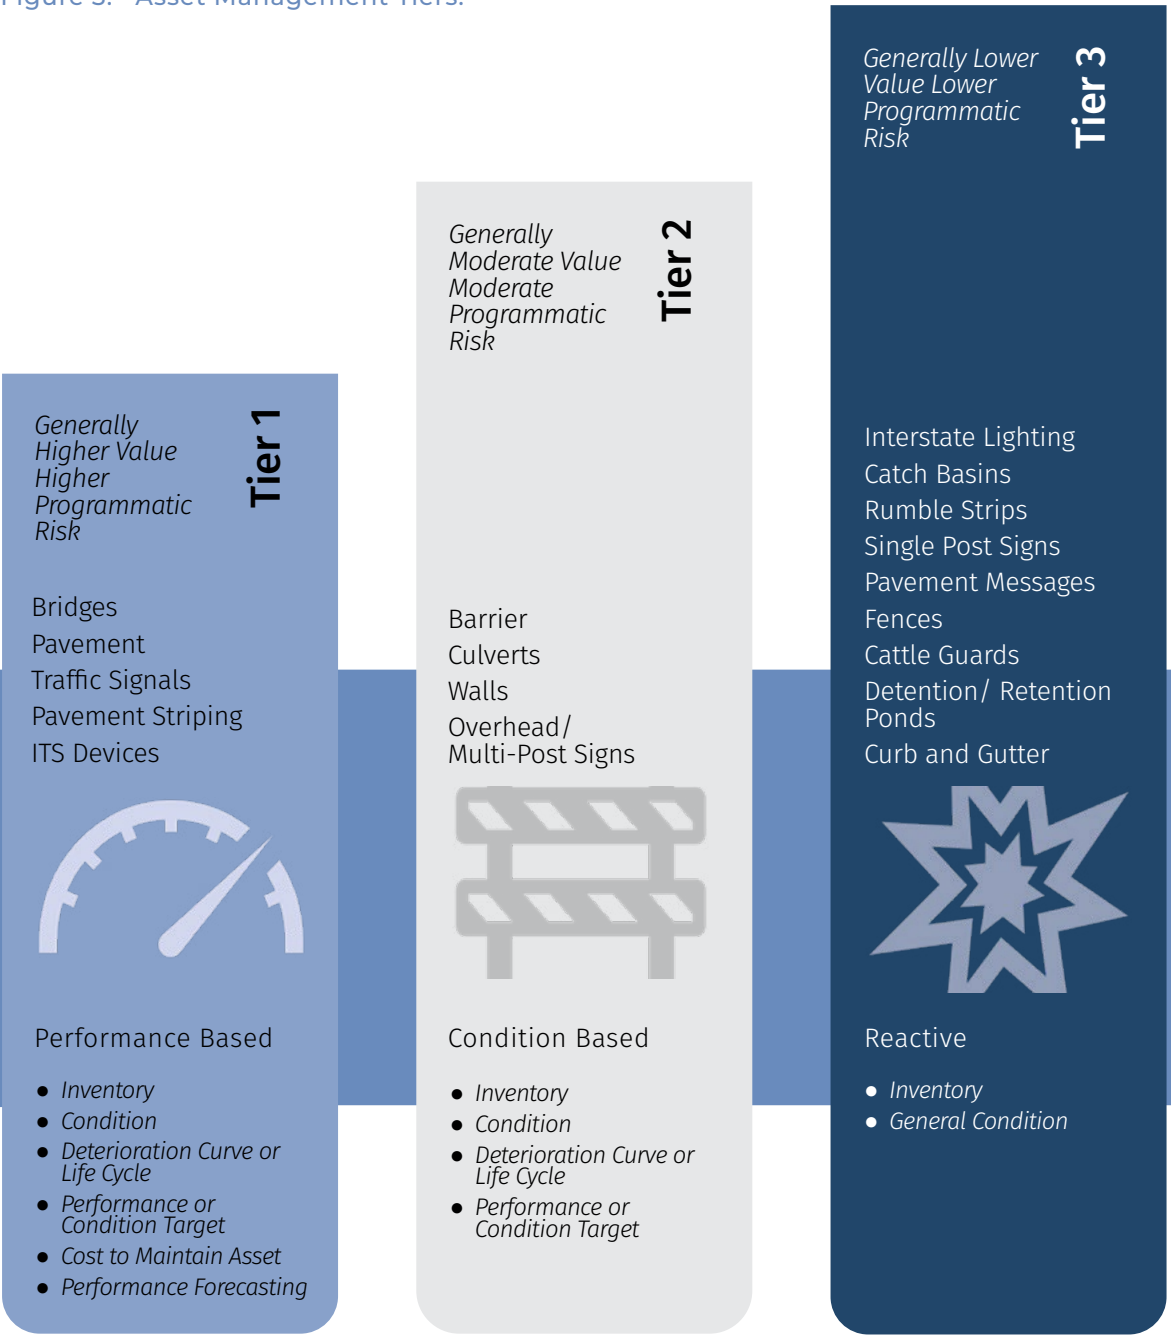 Figure 3. Asset Management Tiers.
Generally
Higher Value
Higher
Programmatic
Risk
Tier 1
Bridges
Pavement
Traffic Signals
Pavement Striping
ITS Devices
Performance Based
● Inventory
● Condition
● Deterioration Curve or
Life Cycle
● Performance or
Condition Target
● Cost to Maintain Asset
● Performance Forecasting
Generally
Moderate Value
Moderate
Programmatic
Risk
Tier 2
Barrier
Culverts
Walls
Overhead/
Multi-Post Signs
Condition Based
● Inventory
● Condition
● Deterioration Curve or
Life Cycle
● Performance or
Condition Target
Generally Lower
Value Lower
Programmatic
Risk
Tier 3
Interstate Lighting
Catch Basins
Rumble Strips
Single Post Signs
Pavement Messages
Fences
Cattle Guards
Detention/ Retention
Ponds
Curb and Gutter
Reactive
● Inventory
● General Condition